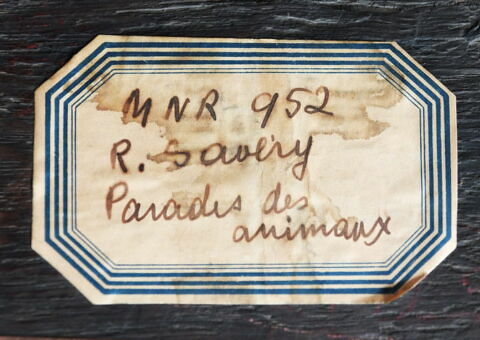 MNR 952
R. Savery
Paradis des
animaux